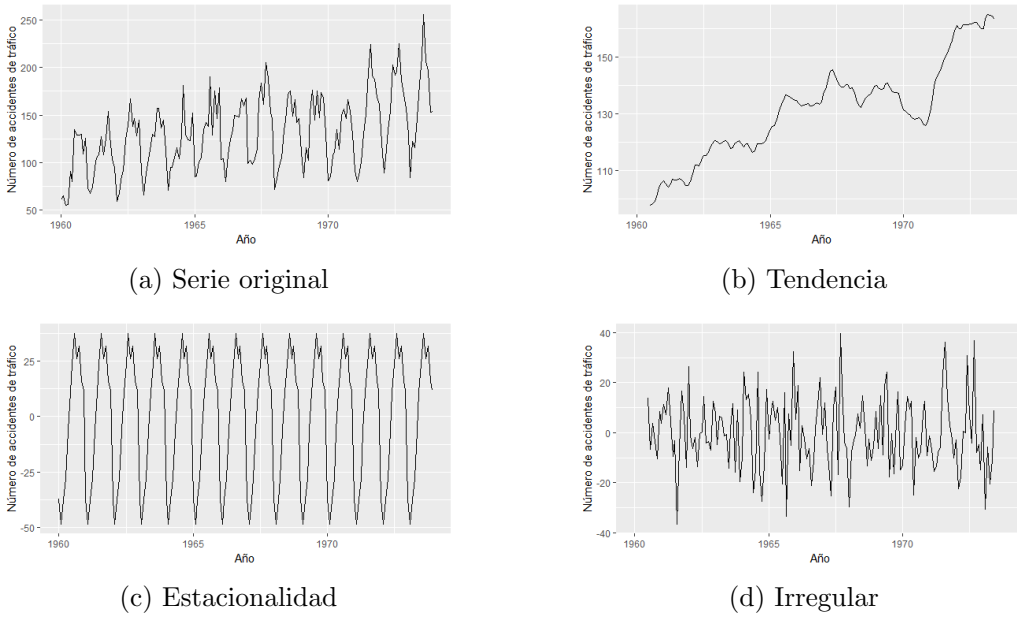 250
200
150
100
50
Número de accidentes de tráfico
1960
1965
1970
Año
(a) Serie original
150
130
110
Número de accidentes de tráfico
1960
1965
1970
Año
(b) Tendencia
25
0
-25
-50
Número de accidentes de tráfico
1960
1965
1970
Año
(c) Estacionalidad
40
20
0
-20
-40
Número de accidentes de tráfico
1960
1965
1970
Año
(d) Irregular